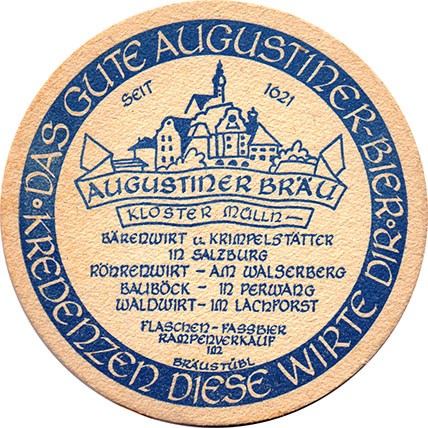 DAS GUTE AUGUSTINER-BIER
KREDENZEN DIESE WIRTE DIR
SEIT 1621
AUGUSTINER BRÄU
KLOSTER MÜLLN
BÄRENWIRT u. KRIMPELSTÄTTER
IN SALZBURG
RÖHRENWIRT - AM WALSERBERG
BAUBÖCK - IN PERWANG
WALDWIRT - IM LACHFORST
FLASCHEN - FASSBIER
RAMPENVERKAUF
IM
BRÄUSTÜBL